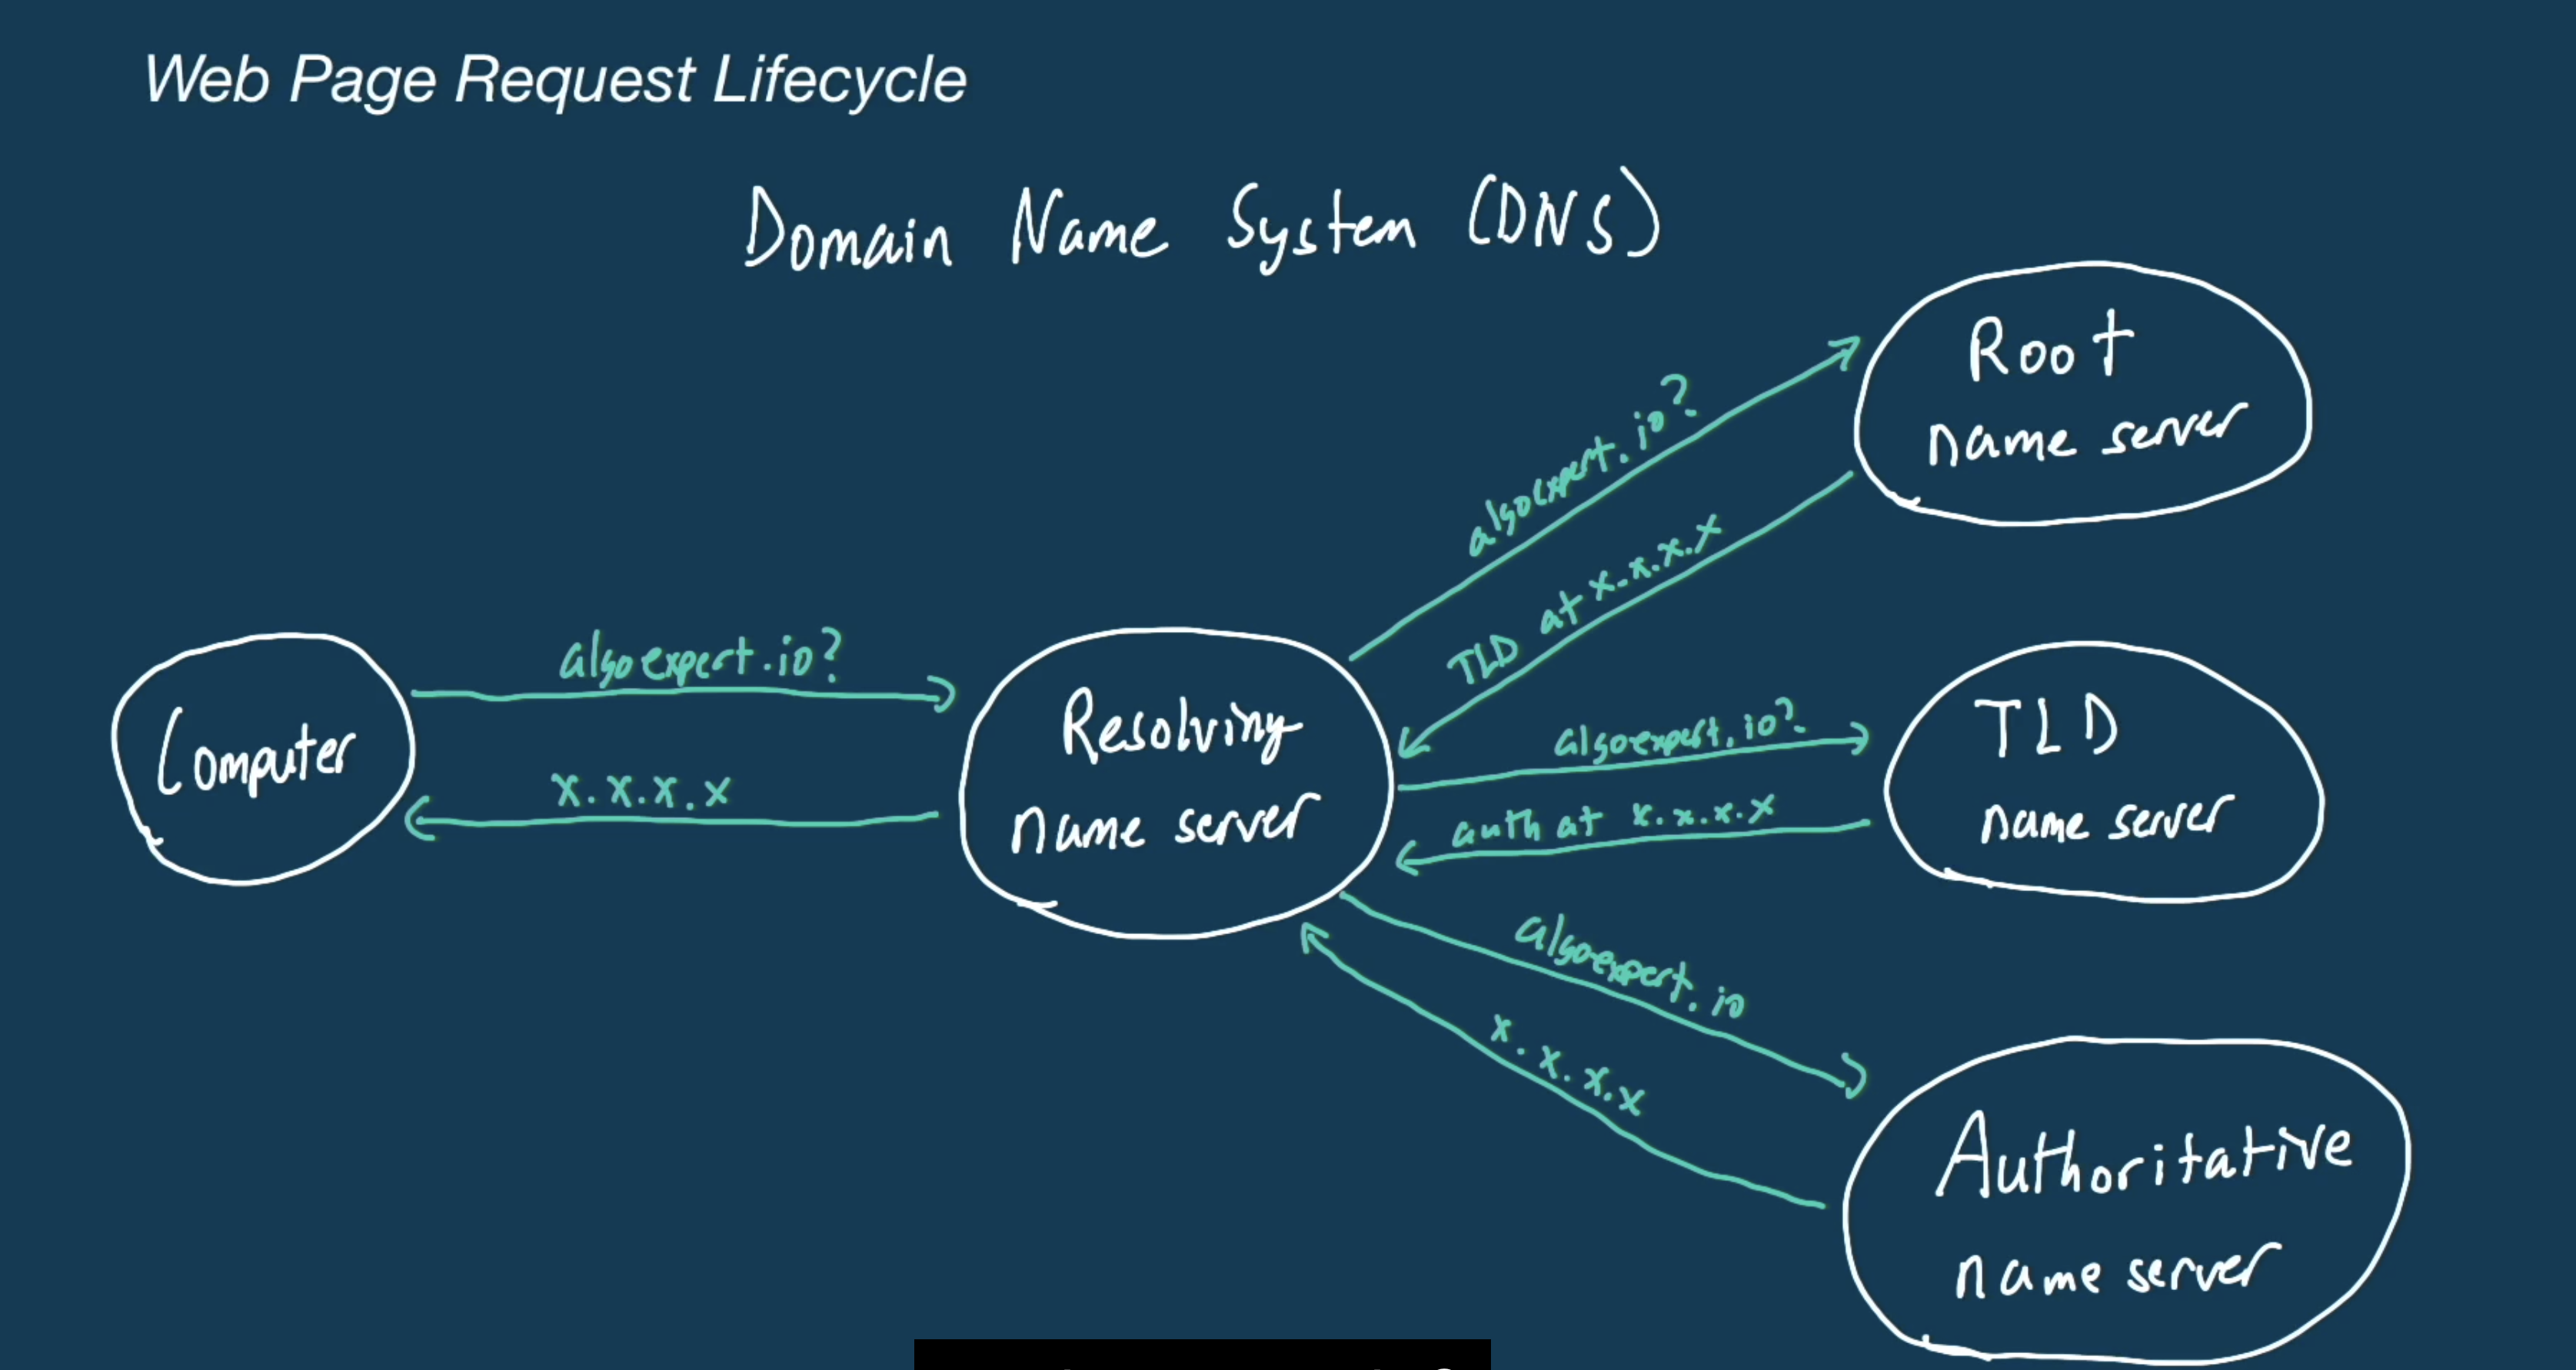 Web Page Request Lifecycle
Domain Name System (DNS)
Root
name server
algoexpert.io?
TLD at x.x.x.x
Computer
algoexpert.io?
x.x.x.x
Resolving
name server
algoexpert.io?
auth at x.x.x.x
TLD
name server
algoexpert.io
x.x.x.x
Authoritative
name server